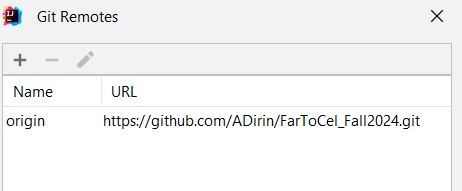 Git Remotes
Name URL
origin https://github.com/ADirin/FarToCel_Fall2024.git